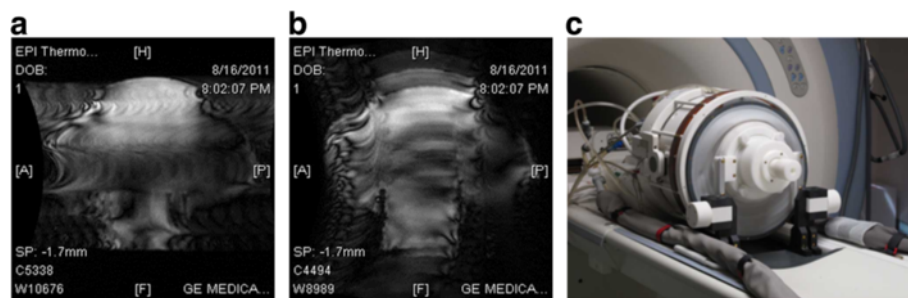 a
EPI Thermo... [H]
DOB: 8/16/2011
1 8:02:07 PM
[A] [P]
SP: -1.7mm
C5338
W10676 [F] GE MEDICA...
b
EPI Thermo... [H]
DOB: 8/16/2011
1 8:02:07 PM
[A] [P]
SP: -1.7mm
C4494
W8989 [F] GE MEDICA...
c